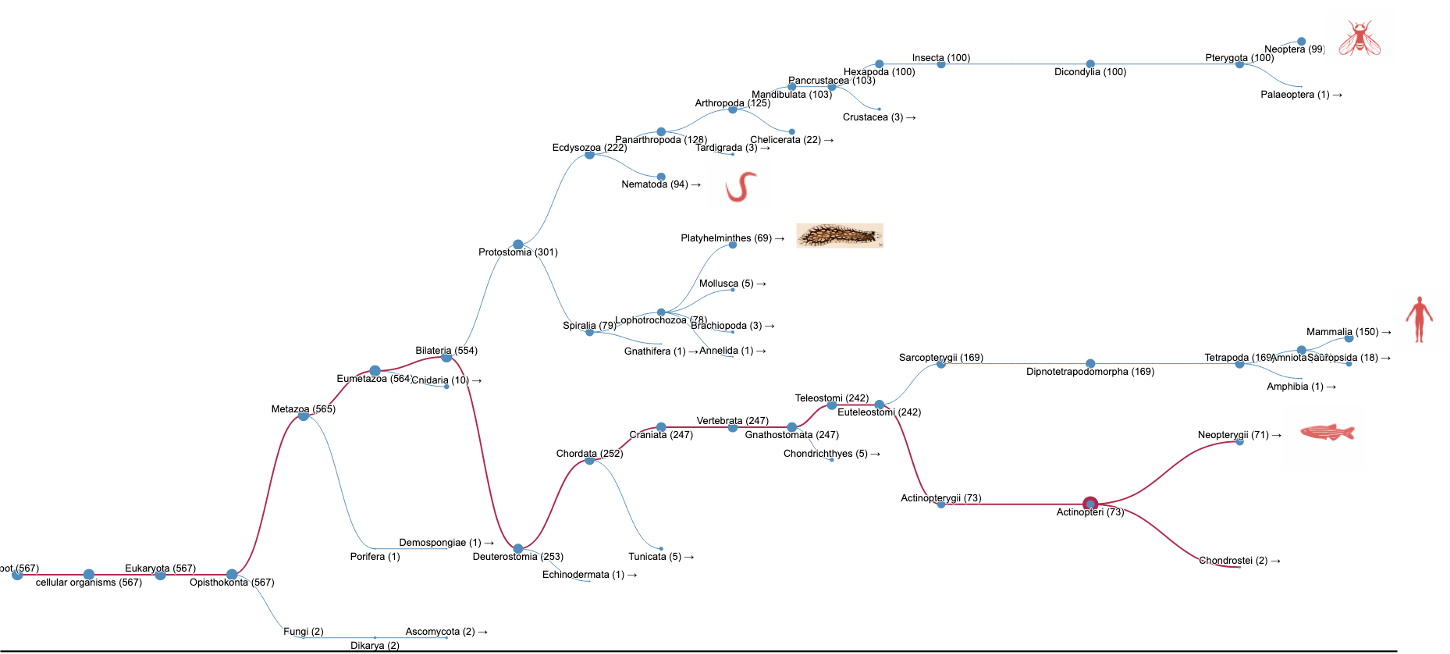 Neoptera (99)
Insecta (100)
Pterygota (100)
Hexapoda (100)
Dicondylia (100)
Pancrustacea (103)
Mandibulata (103)
Palaeoptera (1) →
Arthropoda (125)
Crustacea (3) →
Panarthropoda (128)
Chelicerata (22) →
Ecdysozoa (222)
Tardigrada (3) →
Nematoda (94) →
Platyhelminthes (69) →
Protostomia (301)
Mollusca (5) →
Lophotrochozoa (78)
Spiralia (79)
Brachiopoda (3) →
Mammalia (150) →
Bilateria (554)
Gnathifera (1) →
Annelida (1) →
Sarcopterygii (169)
Tetrapoda (169)
Amniota
Sauropsida (18) →
Dipnotetrapodomorpha (169)
Eumetazoa (564)
Cnidaria (10) →
Amphibia (1) →
Teleostomi (242)
Metazoa (565)
Euteleostomi (242)
Vertebrata (247)
Craniata (247)
Gnathostomata (247)
Neopterygii (71) →
Chordata (252)
Chondrichthyes (5) →
Actinopterygii (73)
Actinopteri (73)
Demospongiae (1) →
Porifera (1)
Deuterostomia (253)
Tunicata (5) →
Chondrostei (2) →
oot (567)
Eukaryota (567)
Echinodermata (1) →
cellular organisms (567)
Opisthokonta (567)
Fungi (2)
Ascomycota (2) →
Dikarya (2)